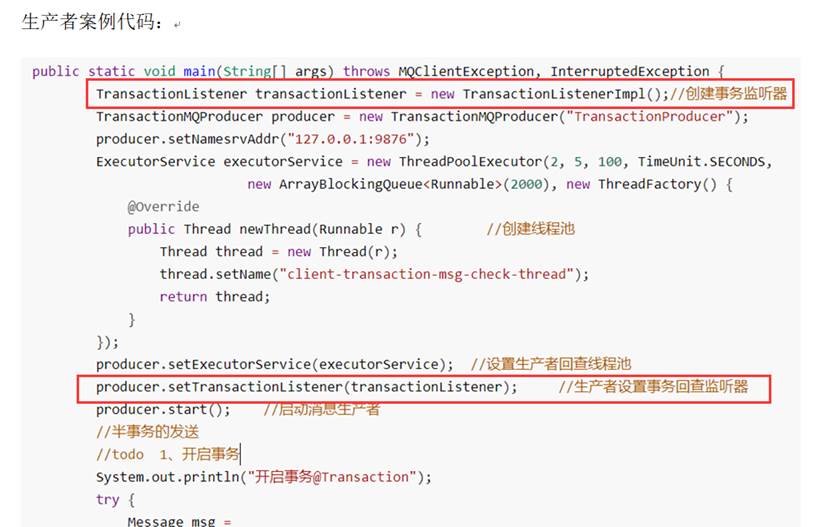 生产者案例代码：
public static void main(String[] args) throws MQClientException, InterruptedException {
TransactionListener transactionListener = new TransactionListenerImpl();//创建事务监听器
TransactionMQProducer producer = new TransactionMQProducer("TransactionProducer");
producer.setNamesrvAddr("127.0.0.1:9876");
ExecutorService executorService = new ThreadPoolExecutor(2, 5, 100, TimeUnit.SECONDS,
new ArrayBlockingQueue<Runnable>(2000), new ThreadFactory() {
@Override
public Thread newThread(Runnable r) { //创建线程池
Thread thread = new Thread(r);
thread.setName("client-transaction-msg-check-thread");
return thread;
}
});
producer.setExecutorService(executorService); //设置生产者回查线程池
producer.setTransactionListener(transactionListener); //生产者设置事务回查监听器
producer.start(); //启动消息生产者
//半事务的发送
//todo 1、开启事务
System.out.println("开启事务@Transaction");
try {
Message msg =